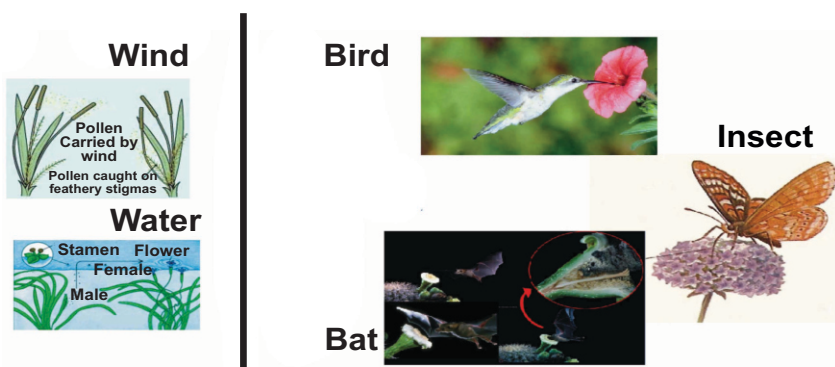 Wind
Pollen
Carried by
wind
Pollen caught on
feathery stigmas
Water
Stamen Flower
Female
Male
Bird
Insect
Bat